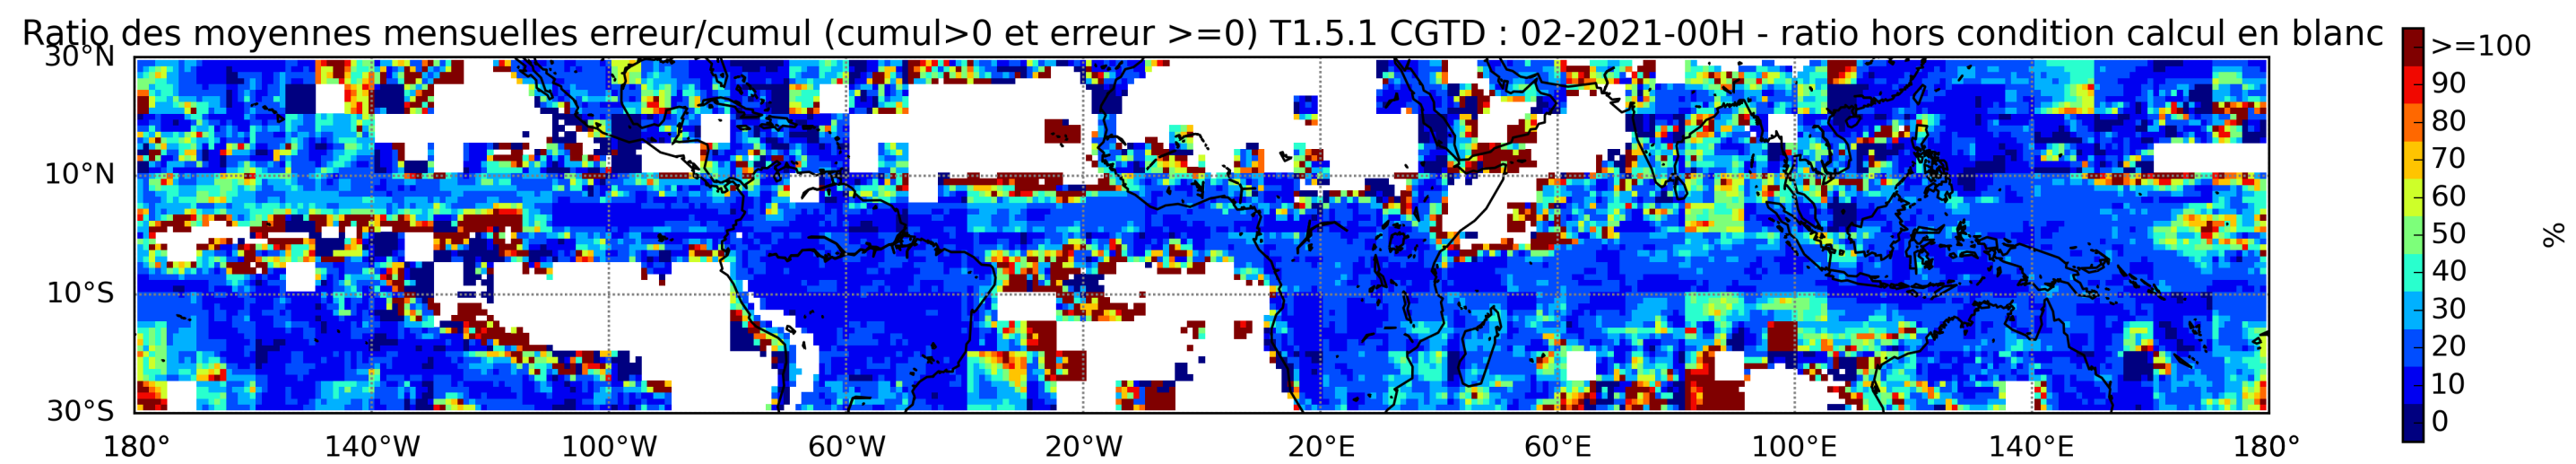 Ratio des moyennes mensuelles erreur/cumul (cumul>0 et erreur >=0) T1.5.1 CGTD : 02-2021-00H - ratio hors condition calcul en blanc
30°N
10°N
10°S
30°S
180° 140°W 100°W 60°W 20°W 20°E 60°E 100°E 140°E 180°
>=100
90
80
70
60
50
40
30
20
10
0
%